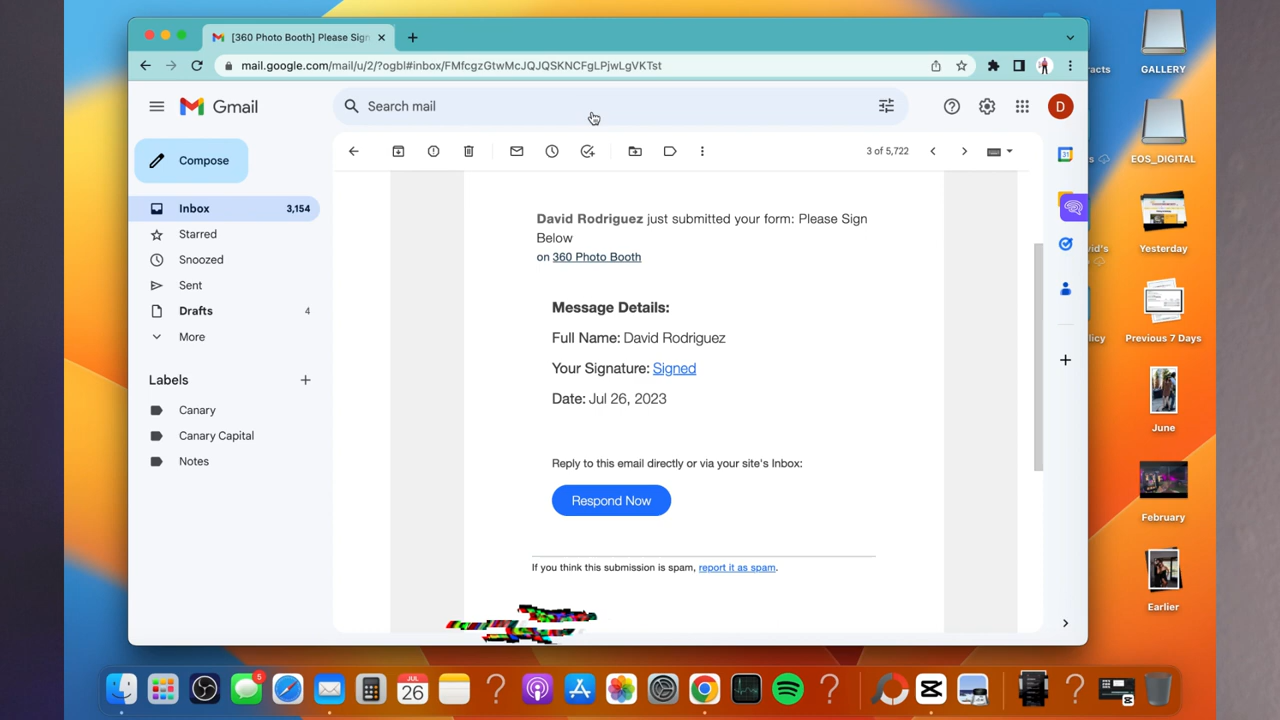 [360 Photo Booth] Please Sign
mail.google.com/mail/u/2/?ogbl#inbox/FMfcgzGtwMcJQJQSKNCFgLPjwLgVKTst
Gmail
Search mail
D
Compose
3 of 5,722
Inbox 3,154
Starred
Snoozed
Sent
Drafts 4
More
Labels
Canary
Canary Capital
Notes
David Rodriguez just submitted your form: Please Sign
Below
on 360 Photo Booth
Message Details:
Full Name: David Rodriguez
Your Signature: Signed
Date: Jul 26, 2023
Reply to this email directly or via your site's Inbox:
Respond Now
If you think this submission is spam, report it as spam.
31
racts
GALLERY
s
EOS_DIGITAL
vid's
Yesterday
licy
Previous 7 Days
June
February
Earlier
5
JUL
26